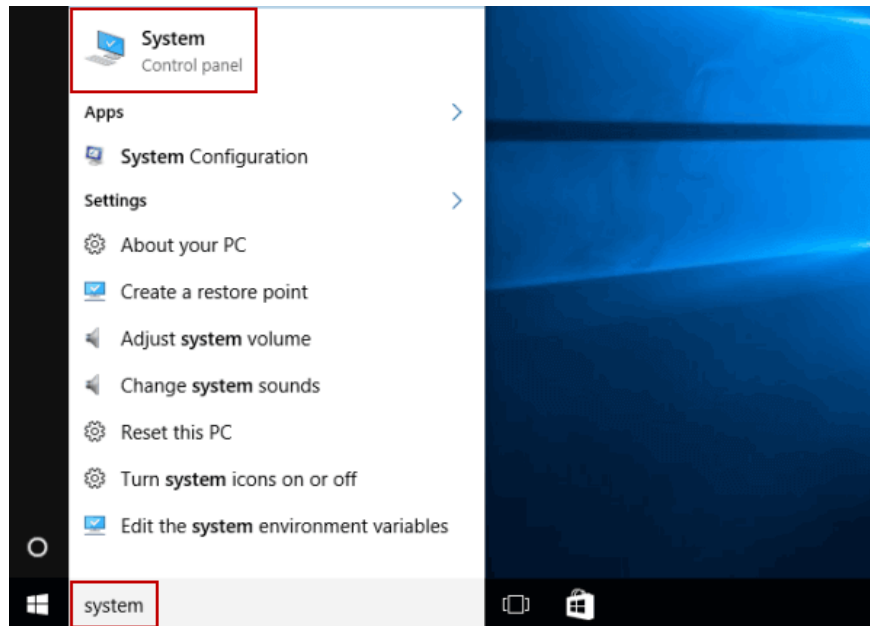 System
Control panel
Apps
System Configuration
Settings
About your PC
Create a restore point
Adjust system volume
Change system sounds
Reset this PC
Turn system icons on or off
Edit the system environment variables
system